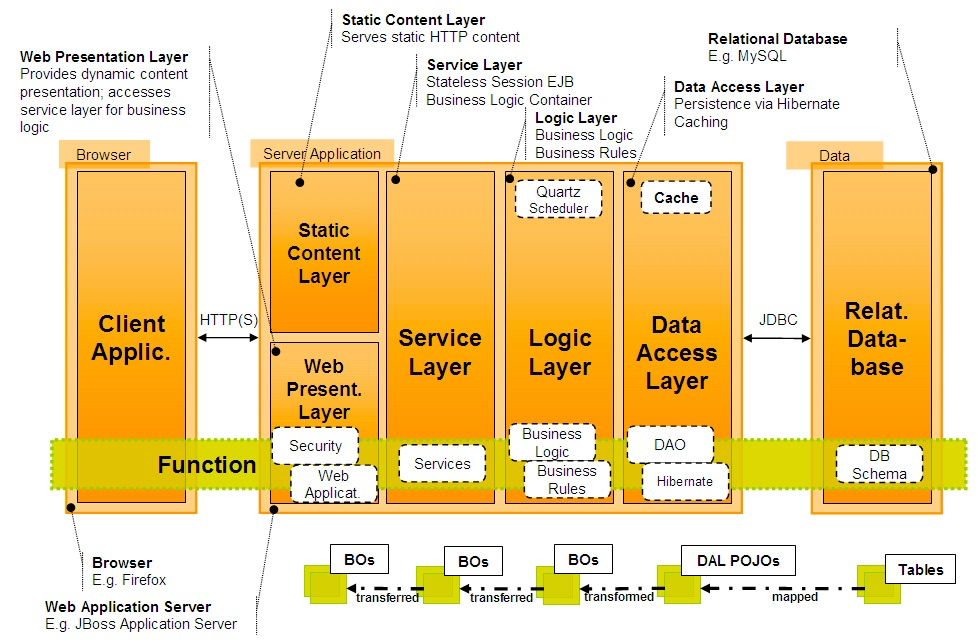 Static Content Layer
Serves static HTTP content
Web Presentation Layer
Provides dynamic content
presentation; accesses
service layer for business
logic
Service Layer
Stateless Session EJB
Business Logic Container
Logic Layer
Business Logic
Business Rules
Relational Database
E.g. MySQL
Data Access Layer
Persistence via Hibernate
Caching
Browser
Server Application
Data
Client
Applic.
HTTP(S)
Static
Content
Layer
Web
Present.
Layer
Service
Layer
Quartz
Scheduler
Logic
Layer
Cache
Data
Access
Layer
JDBC
Relat.
Data-
base
Function
Security
Web
Applicat.
Services
Business
Logic
Business
Rules
DAO
Hibernate
DB
Schema
Browser
E.g. Firefox
Web Application Server
E.g. JBoss Application Server
BOs
transferred
BOs
transferred
BOs
transformed
DAL POJOs
mapped
Tables